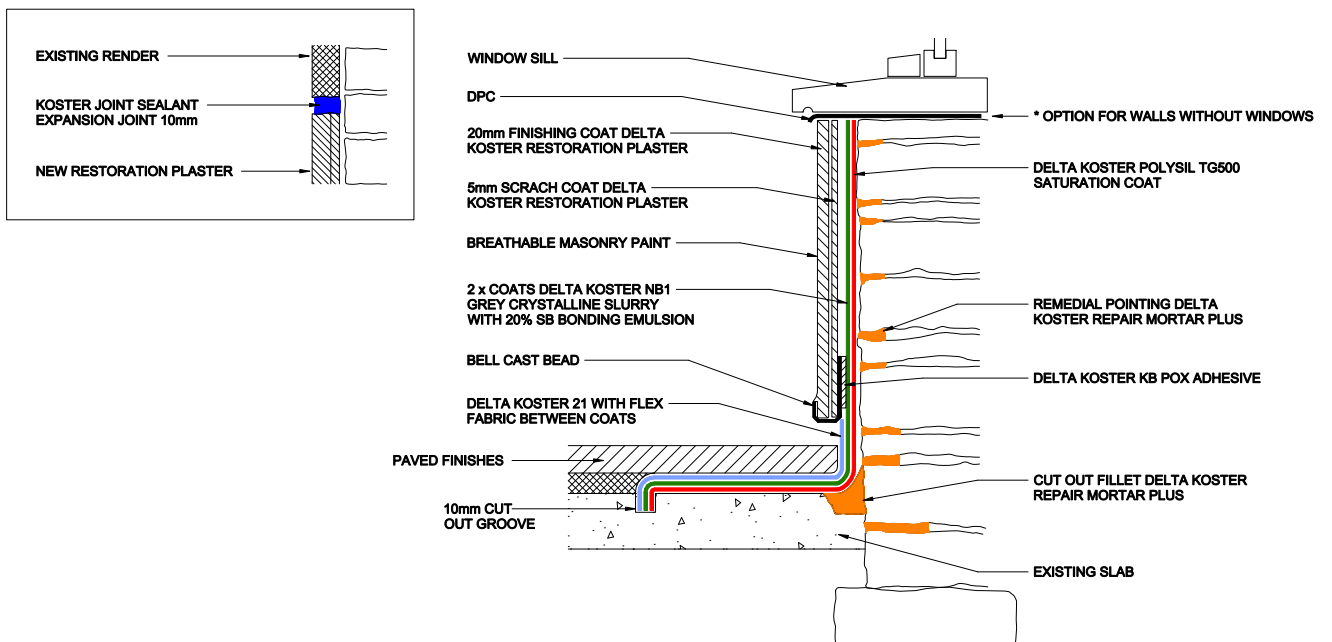 EXISTING RENDER
KOSTER JOINT SEALANT
EXPANSION JOINT 10mm
NEW RESTORATION PLASTER
WINDOW SILL
DPC
20mm FINISHING COAT DELTA
KOSTER RESTORATION PLASTER
5mm SCRACH COAT DELTA
KOSTER RESTORATION PLASTER
BREATHABLE MASONRY PAINT
2 x COATS DELTA KOSTER NB1
GREY CRYSTALLINE SLURRY
WITH 20% SB BONDING EMULSION
BELL CAST BEAD
DELTA KOSTER 21 WITH FLEX
FABRIC BETWEEN COATS
PAVED FINISHES
10mm CUT
OUT GROOVE
* OPTION FOR WALLS WITHOUT WINDOWS
DELTA KOSTER POLYSIL TG500
SATURATION COAT
REMEDIAL POINTING DELTA
KOSTER REPAIR MORTAR PLUS
DELTA KOSTER KB POX ADHESIVE
CUT OUT FILLET DELTA KOSTER
REPAIR MORTAR PLUS
EXISTING SLAB